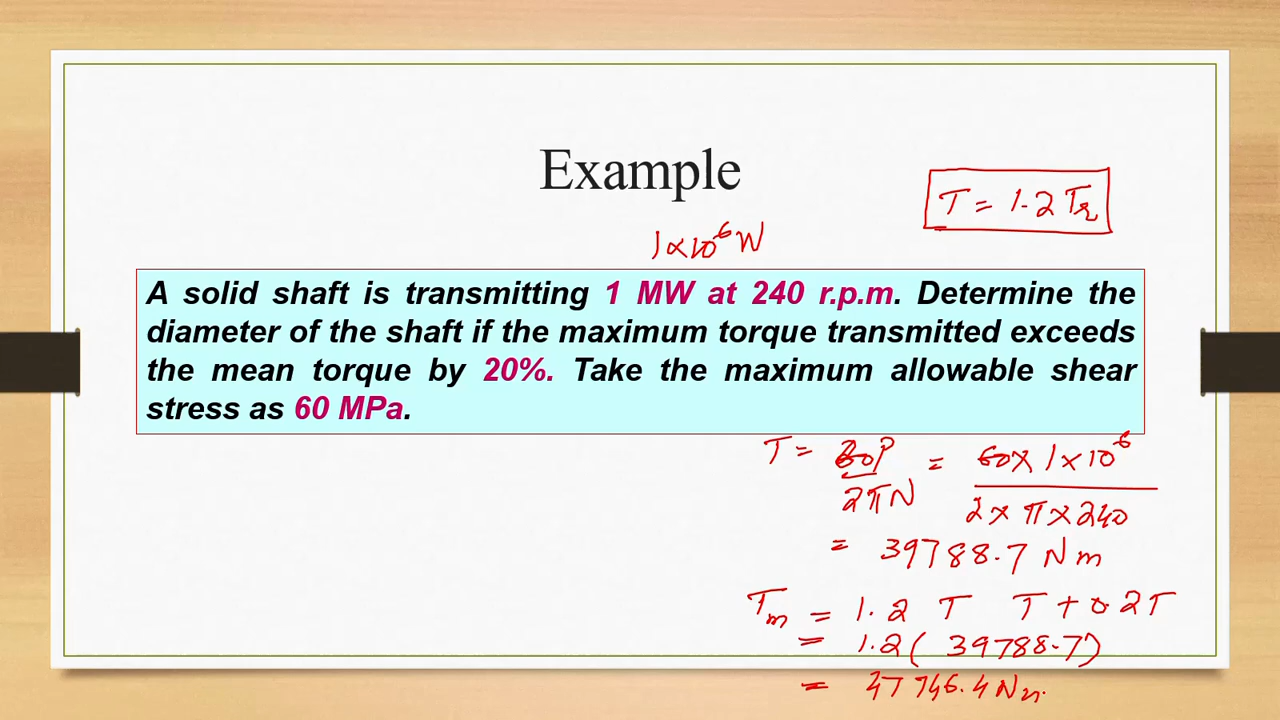 Example
T = 1.2 Tr
1×10⁶ W
A solid shaft is transmitting 1 MW at 240 r.p.m. Determine the
diameter of the shaft if the maximum torque transmitted exceeds
the mean torque by 20%. Take the maximum allowable shear
stress as 60 MPa.
T = 60P / 2πN = 60 × 1 × 10⁶ / 2 × π × 240
= 39788.7 Nm
Tm = 1.2 T T + 0.2T
= 1.2 ( 39788.7)
= 47746.4 Nm.